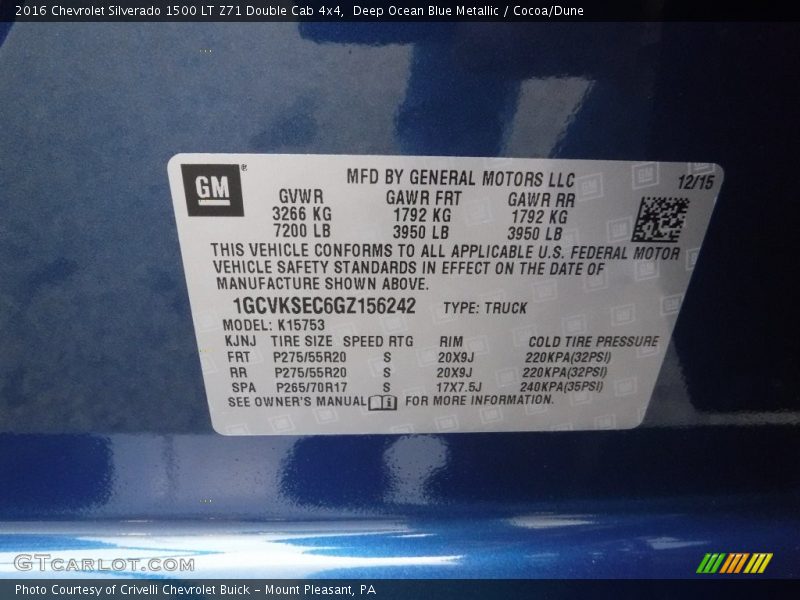 2016 Chevrolet Silverado 1500 LT Z71 Double Cab 4x4, Deep Ocean Blue Metallic / Cocoa/Dune
GM ®
MFD BY GENERAL MOTORS LLC 12/15
GVWR GAWR FRT GAWR RR
3266 KG 1792 KG 1792 KG
7200 LB 3950 LB 3950 LB
THIS VEHICLE CONFORMS TO ALL APPLICABLE U.S. FEDERAL MOTOR
VEHICLE SAFETY STANDARDS IN EFFECT ON THE DATE OF
MANUFACTURE SHOWN ABOVE.
1GCVKSEC6GZ156242 TYPE: TRUCK
MODEL: K15753
KJNJ TIRE SIZE SPEED RTG RIM COLD TIRE PRESSURE
FRT P275/55R20 S 20X9J 220KPA(32PSI)
RR P275/55R20 S 20X9J 220KPA(32PSI)
SPA P265/70R17 S 17X7.5J 240KPA(35PSI)
SEE OWNER'S MANUAL FOR MORE INFORMATION.
GTCARLOT.COM
Photo Courtesy of Crivelli Chevrolet Buick - Mount Pleasant, PA